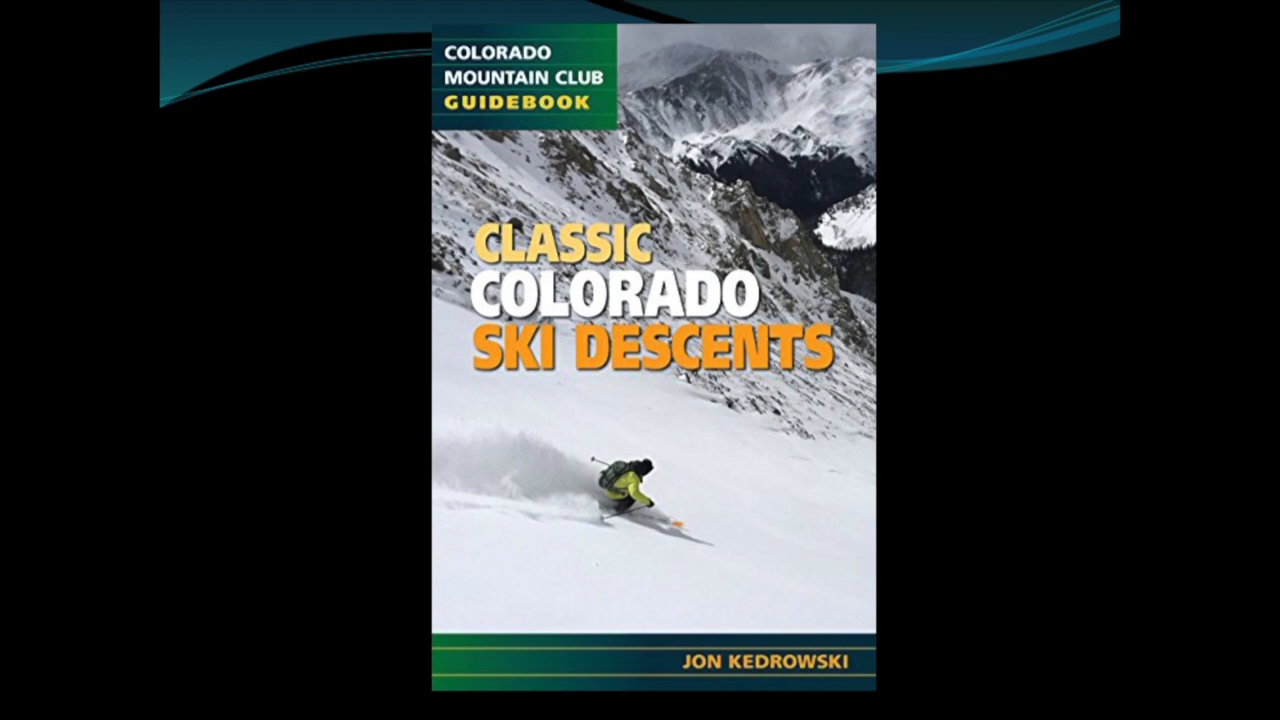 COLORADO
MOUNTAIN CLUB
GUIDEBOOK
CLASSIC
COLORADO
SKI DESCENTS
JON KEDROWSKI